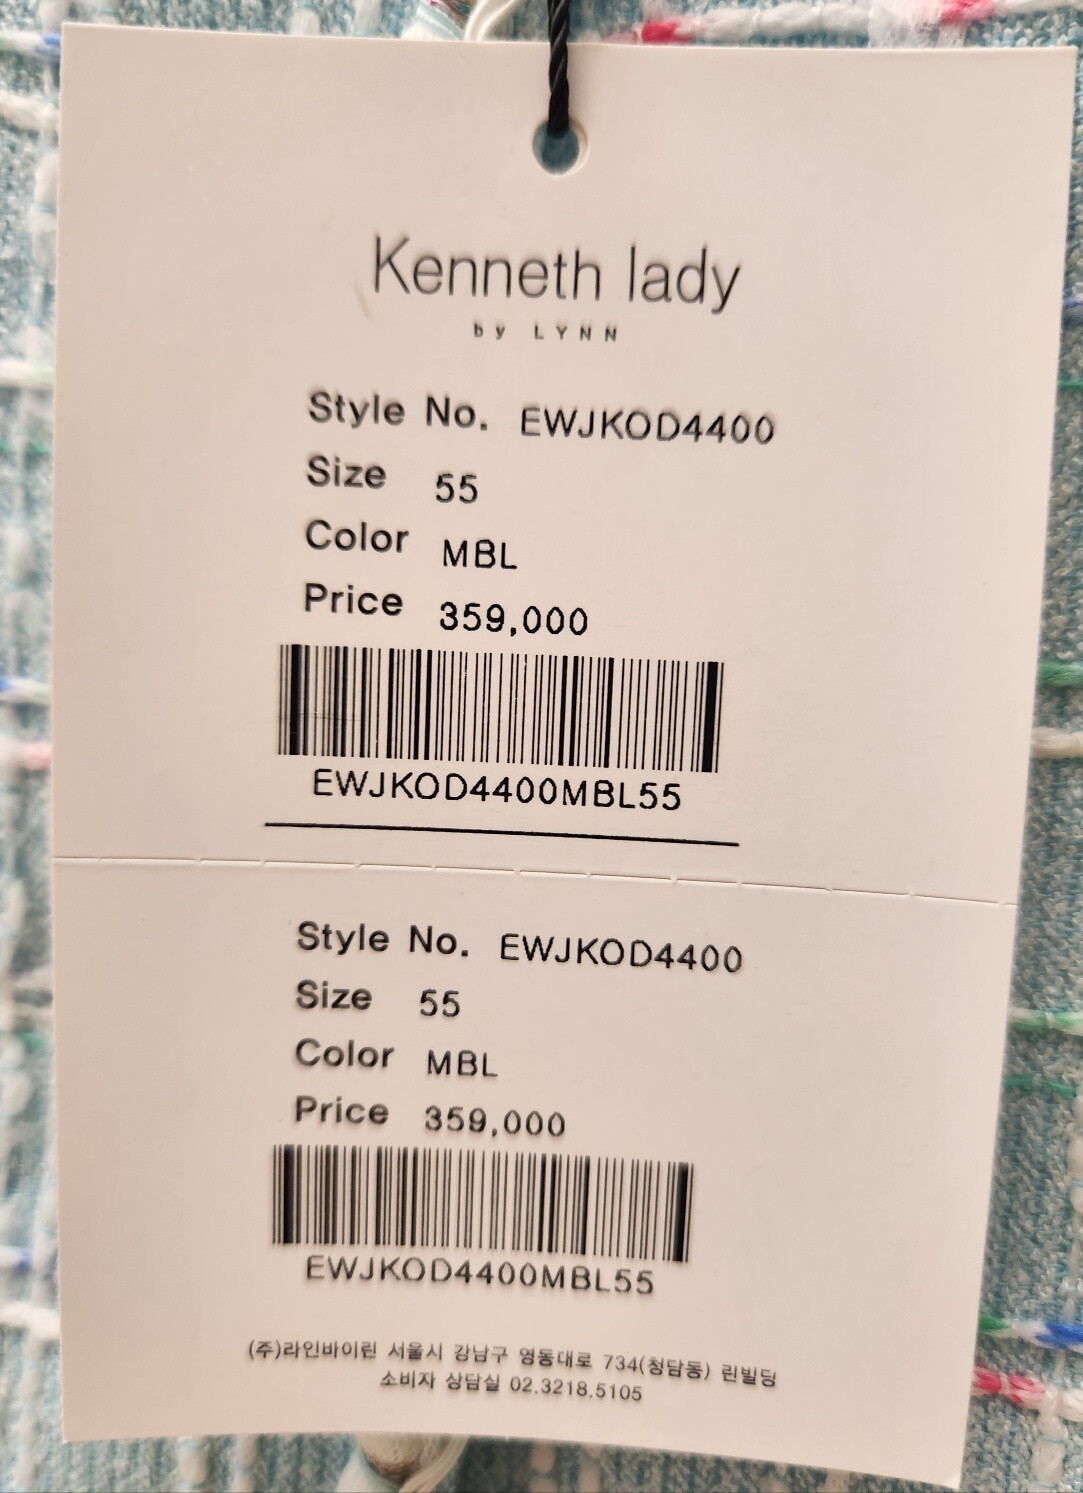 Kenneth lady
by LYNN
Style No. EWJKOD4400
Size 55
Color MBL
Price 359,000
EWJKOD4400MBL55
Style No. EWJKOD4400
Size 55
Color MBL
Price 359,000
EWJKOD4400MBL55
(주)라인바이린 서울시 강남구 영동대로 734(청담동) 린빌딩
소비자 상담실 02.3218.5105